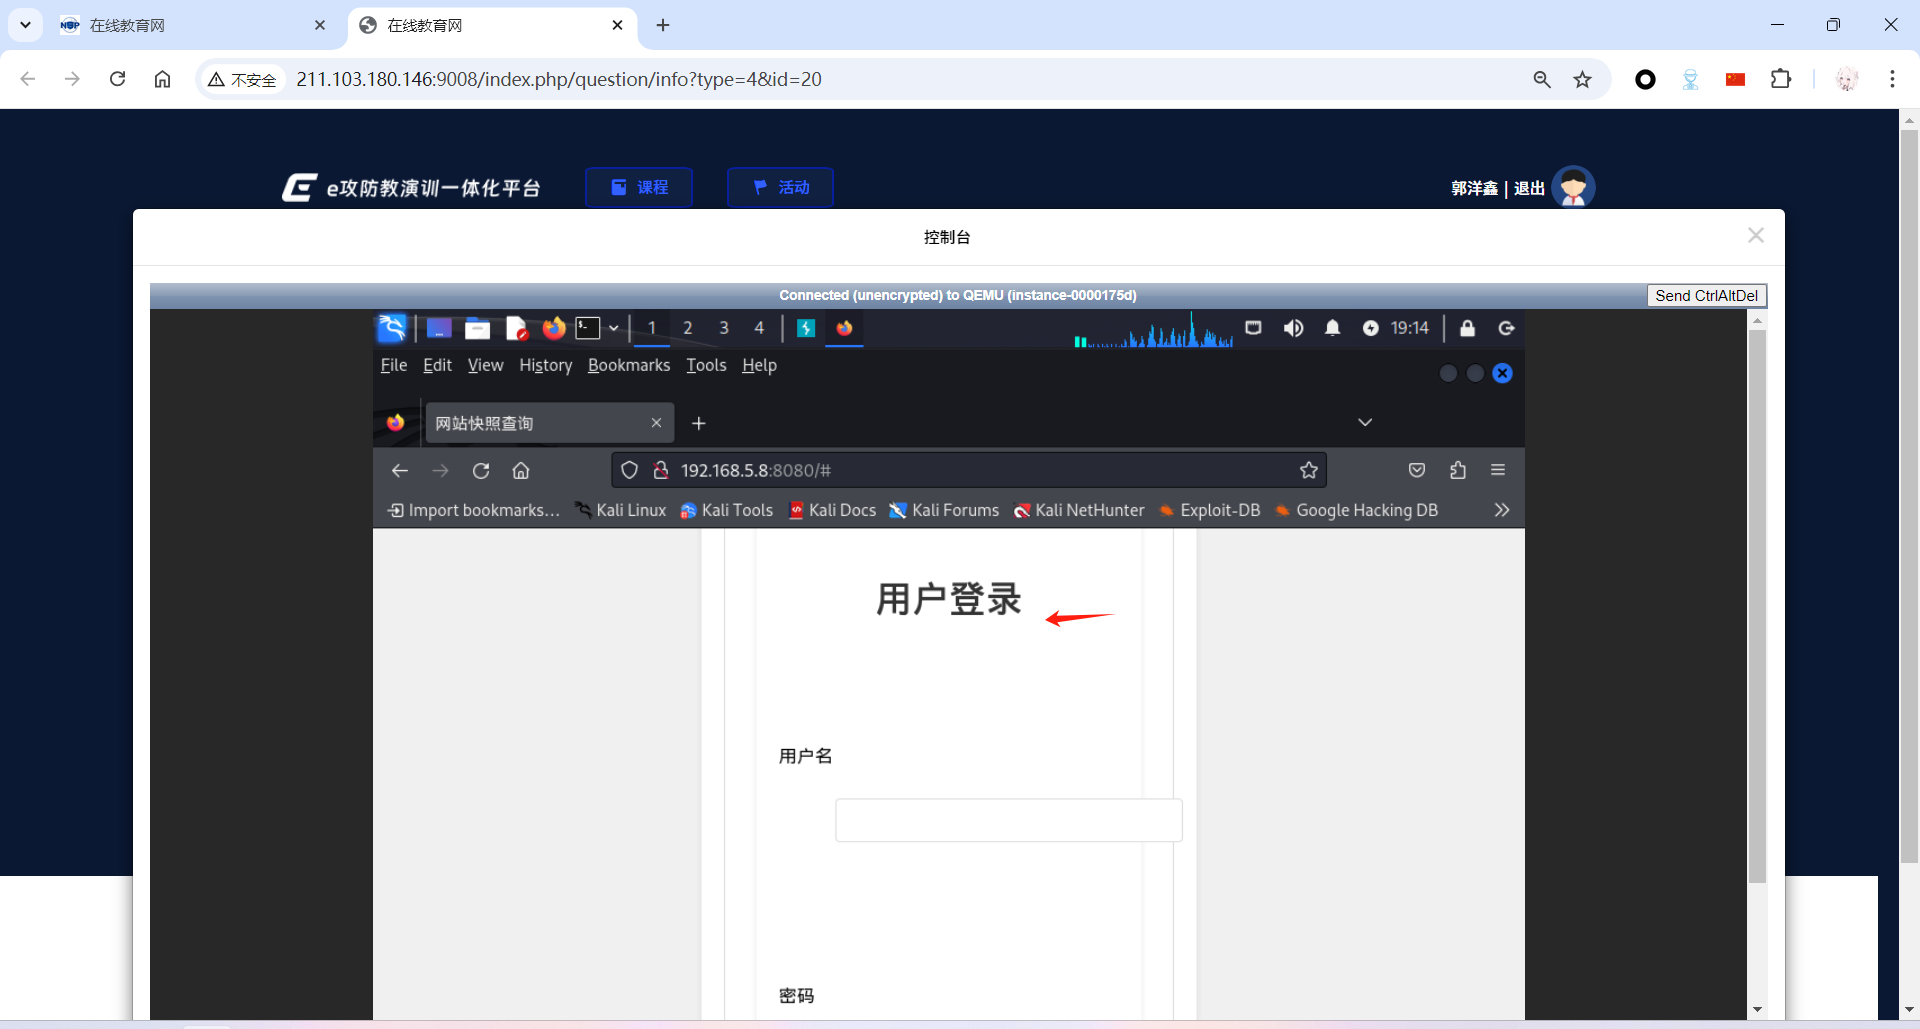 在线教育网
在线教育网
不安全
211.103.180.146:9008/index.php/question/info?type=4&id=20
e攻防教演训一体化平台
课程
活动
郭洋鑫 | 退出
控制台
Connected (unencrypted) to QEMU (instance-0000175d)
Send CtrlAltDel
1 2 3 4
19:14
File Edit View History Bookmarks Tools Help
网站快照查询
192.168.5.8:8080/#
Import bookmarks... Kali Linux Kali Tools Kali Docs Kali Forums Kali NetHunter Exploit-DB Google Hacking DB
用户登录
用户名
密码